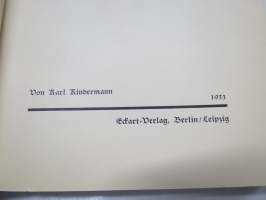 Von Karl Kindermann 1933
Eckart-Verlag, Berlin/Leipzig